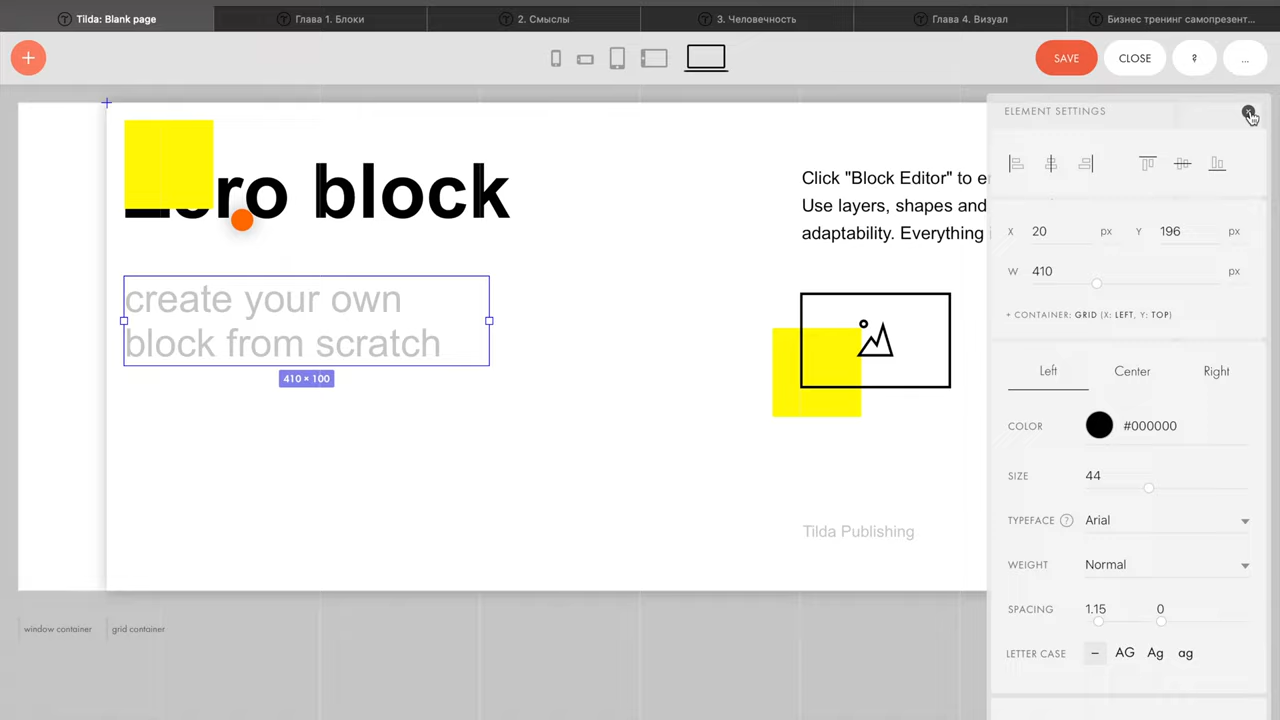 Tilda: Blank page
Глава 1. Блоки
2. Смыслы
3. Человечность
Глава 4. Визуал
Бизнес тренинг самопрезент...
SAVE
CLOSE
?
...
ELEMENT SETTINGS
ro block
Click "Block Editor" to e
Use layers, shapes and
adaptability. Everything
create your own
block from scratch
410 × 100
Tilda Publishing
X 20 px Y 196 px
W 410 px
+ CONTAINER: GRID (X: LEFT, Y: TOP)
Left Center Right
COLOR #000000
SIZE 44
TYPEFACE ? Arial
WEIGHT Normal
SPACING 1.15 0
LETTER CASE – AG Ag ag
window container
grid container